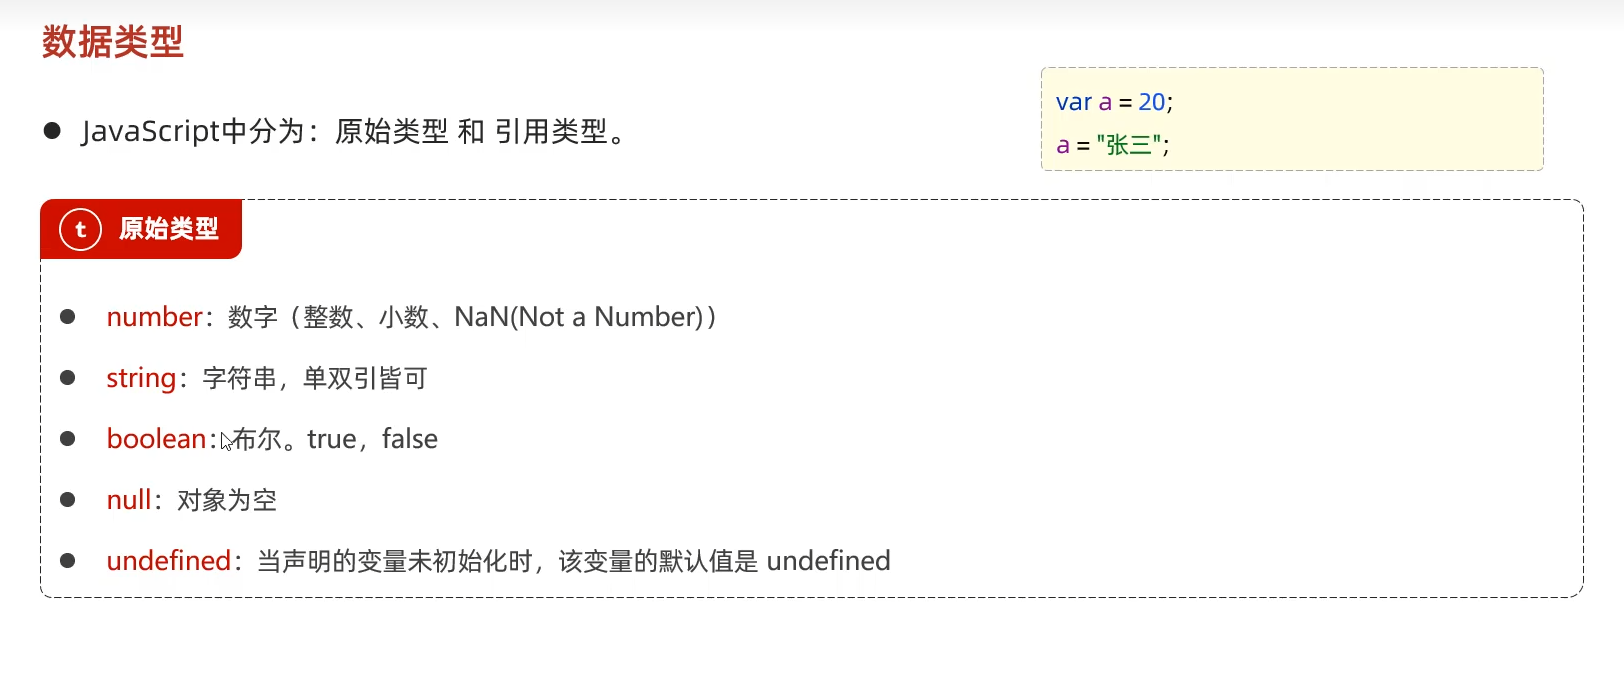 数据类型
JavaScript中分为：原始类型 和 引用类型。
var a = 20;
a = "张三";
t 原始类型
number：数字（整数、小数、NaN(Not a Number)）
string：字符串，单双引皆可
boolean：布尔。true，false
null：对象为空
undefined：当声明的变量未初始化时，该变量的默认值是 undefined